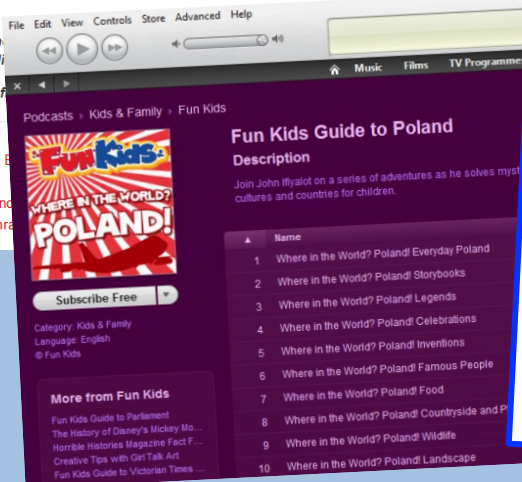 File Edit View Controls Store Advanced Help
Music Films TV Programmes
Podcasts › Kids & Family › Fun Kids
Fun Kids
WHERE IN THE WORLD?
POLAND!
Subscribe Free
Category: Kids & Family
Language: English
© Fun Kids
More from Fun Kids
Fun Kids Guide to Parliament
The History of Disney's Mickey Mo...
Horrible Histories Magazine Fact F...
Creative Tips with Girl Talk Art
Fun Kids Guide to Victorian Times ...
Fun Kids Guide to Poland
Description
Join John Iflyalot on a series of adventures as he solves
cultures and countries for children.
Name
1 Where in the World? Poland! Everyday Poland
2 Where in the World? Poland! Storybooks
3 Where in the World? Poland! Legends
4 Where in the World? Poland! Celebrations
5 Where in the World? Poland! Inventions
6 Where in the World? Poland! Famous People
7 Where in the World? Poland! Food
8 Where in the World? Poland! Countryside and
9 Where in the World? Poland! Wildlife
10 Where in the World? Poland! Landscape